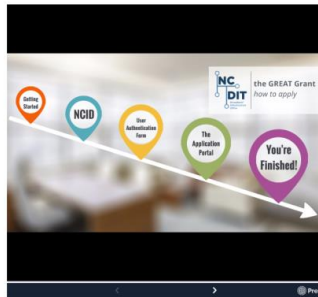 NC
DIT
the GREAT Grant
how to apply
Getting
Started
NCID
User
Authentication
Form
The
Application
Portal
You're
Finished!
Pre